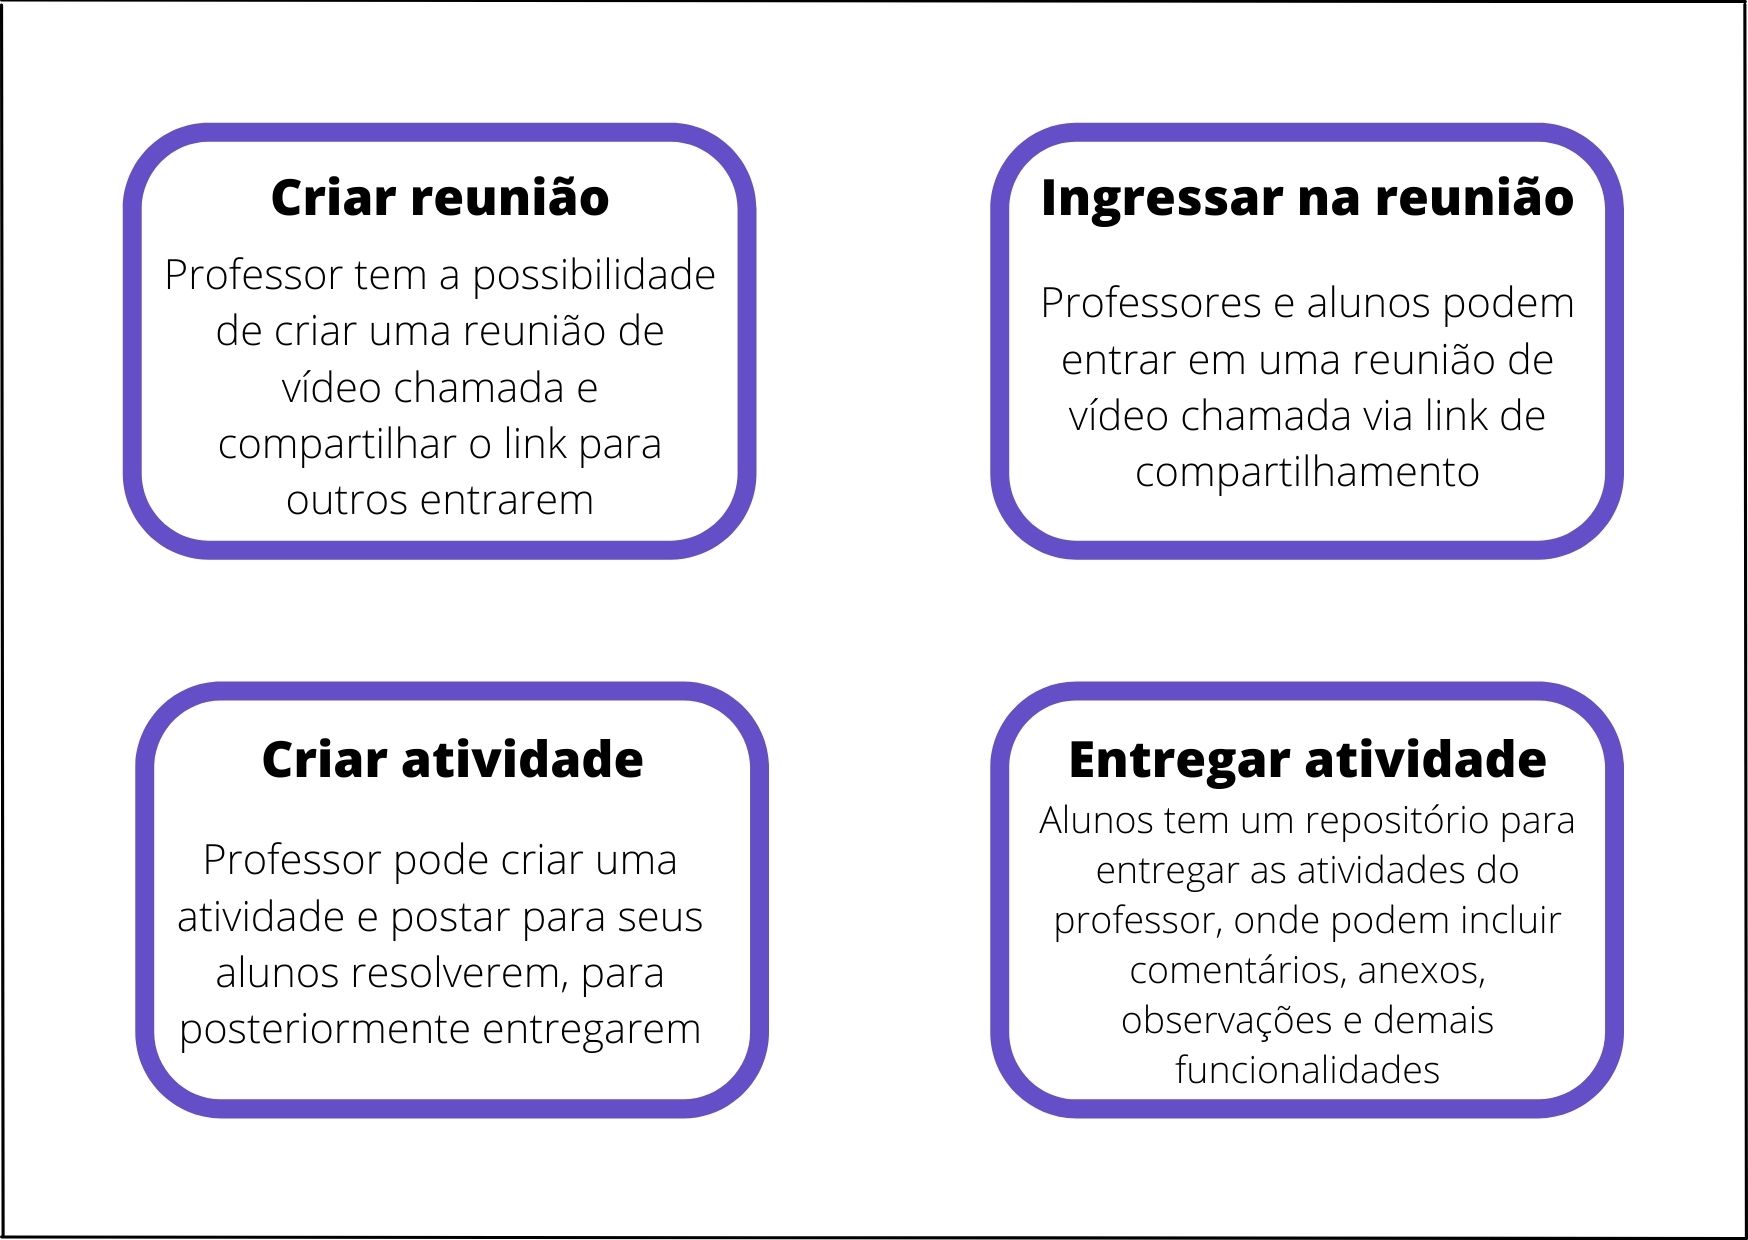 Criar reunião
Professor tem a possibilidade
de criar uma reunião de
vídeo chamada e
compartilhar o link para
outros entrarem
Ingressar na reunião
Professores e alunos podem
entrar em uma reunião de
vídeo chamada via link de
compartilhamento
Criar atividade
Professor pode criar uma
atividade e postar para seus
alunos resolverem, para
posteriormente entregarem
Entregar atividade
Alunos tem um repositório para
entregar as atividades do
professor, onde podem incluir
comentários, anexos,
observações e demais
funcionalidades